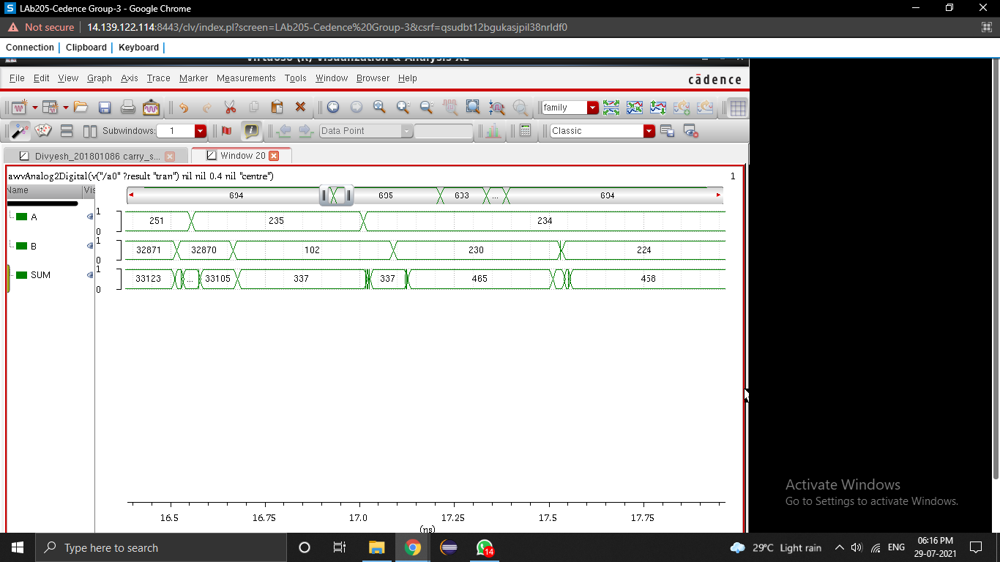 LAb205-Cedence Group-3 - Google Chrome
Not secure 14.139.122.114:8443/clv/index.pl?screen=LAb205-Cedence%20Group-3&csrf=qsudbt12bgukasjpil38nrldf0
Connection Clipboard Keyboard
Virtuoso (R) Visualization & Analysis XL
File Edit View Graph Axis Trace Marker Measurements Tools Window Browser Help cādence
family
Subwindows: 1 Data Point Classic
Divyesh_201801086 carry_s... Window 20
awvAnalog2Digital(v("/a0" ?result "tran") nil nil 0.4 nil "centre") 1
Name Vis
694 695 693 ... 694
A 1 0 251 235 234
B 1 0 32871 32870 102 230 224
SUM 1 0 33123 ... 33105 337 337 465 458
16.5 16.75 17.0 17.25 17.5 17.75
(ns)
Activate Windows
Go to Settings to activate Windows.
Type here to search 14 29°C Light rain ENG 06:16 PM
29-07-2021